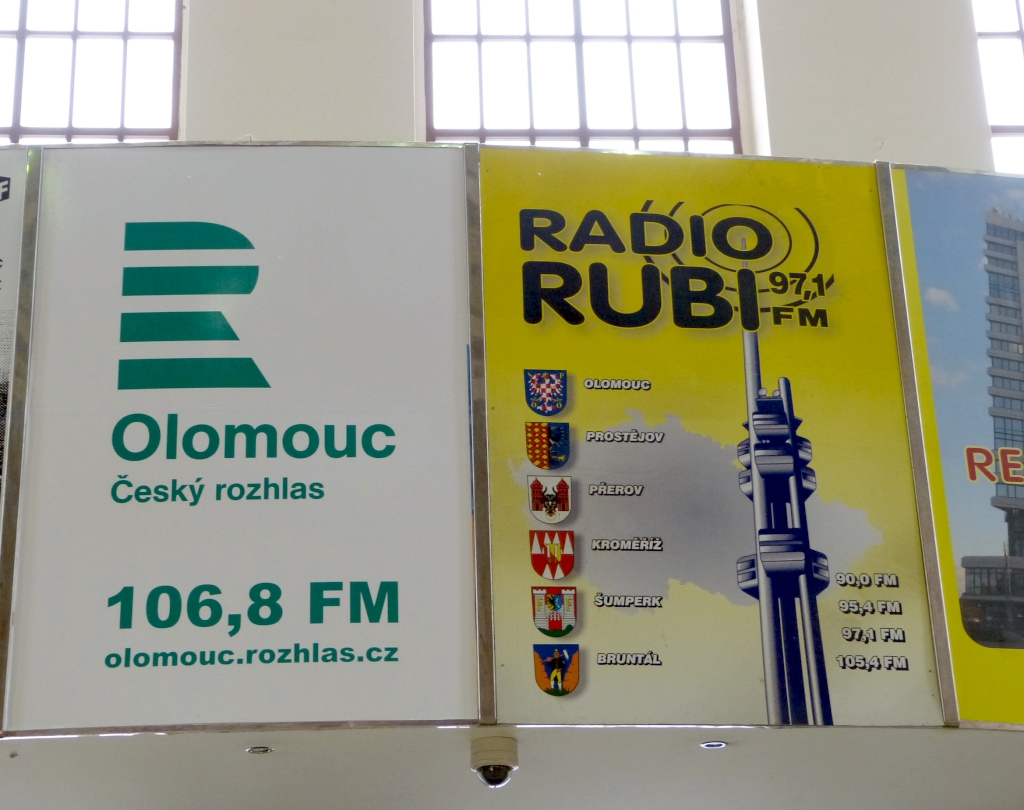 Olomouc
Český rozhlas
106,8 FM
olomouc.rozhlas.cz
RADIO
RUBI 97,1
FM
OLOMOUC
PROSTĚJOV
PŘEROV
KROMĚŘÍŽ
ŠUMPERK
BRUNTÁL
90,0 FM
95,4 FM
97,1 FM
105,4 FM
RE